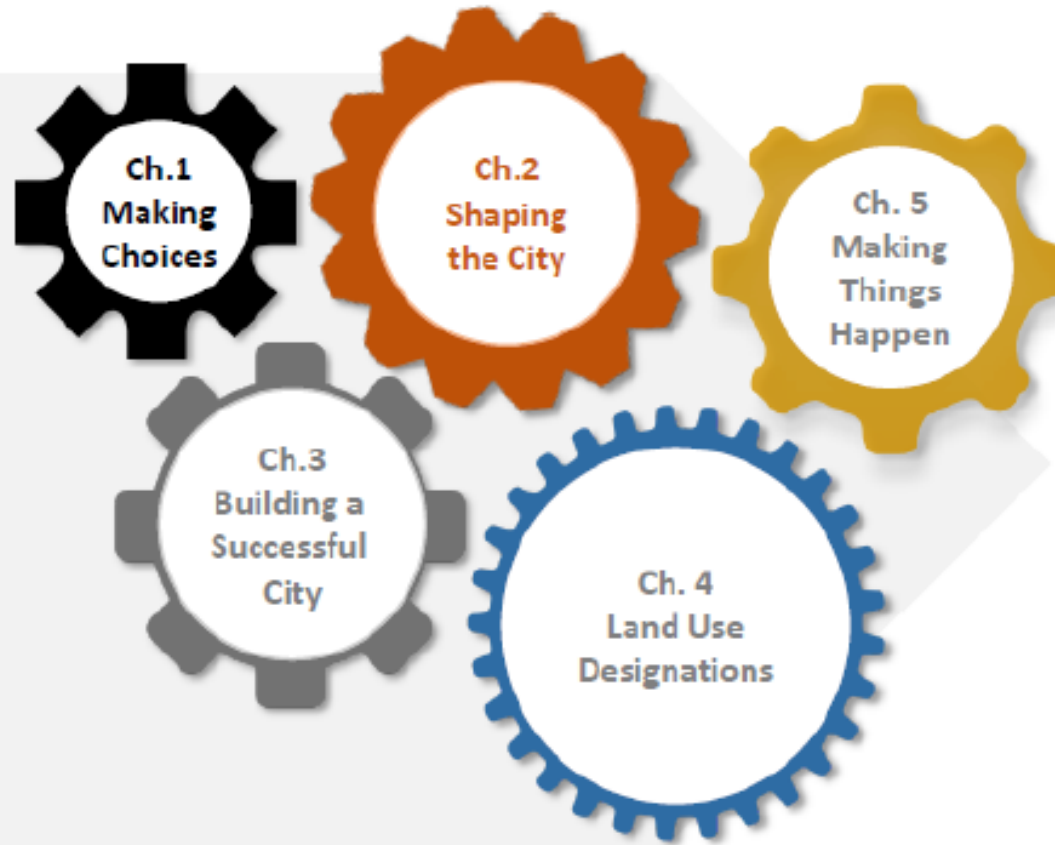 Ch.1
Making
Choices
Ch.2
Shaping
the City
Ch.3
Building a
Successful
City
Ch. 4
Land Use
Designations
Ch. 5
Making
Things
Happen